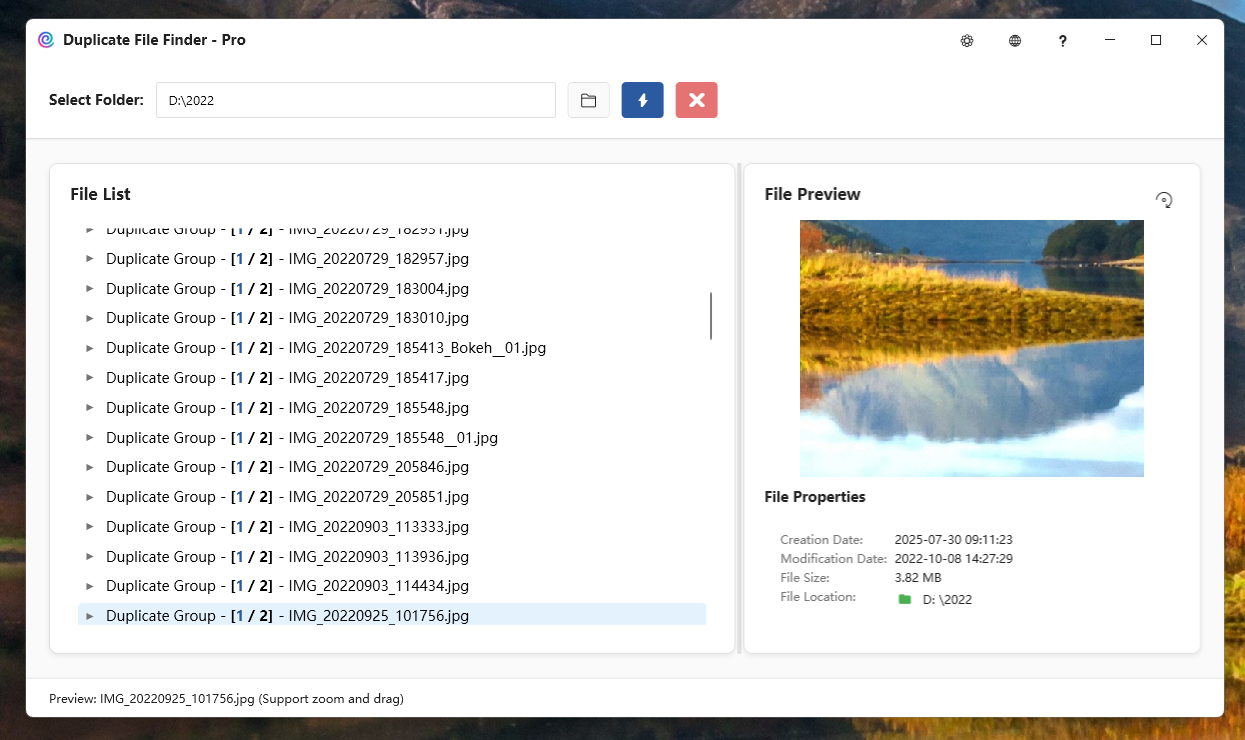 Duplicate File Finder - Pro
?
Select Folder: D:\2022
File List
Duplicate Group - [1 / 2] - IMG_20220729_182931.jpg
Duplicate Group - [1 / 2] - IMG_20220729_182957.jpg
Duplicate Group - [1 / 2] - IMG_20220729_183004.jpg
Duplicate Group - [1 / 2] - IMG_20220729_183010.jpg
Duplicate Group - [1 / 2] - IMG_20220729_185413_Bokeh__01.jpg
Duplicate Group - [1 / 2] - IMG_20220729_185417.jpg
Duplicate Group - [1 / 2] - IMG_20220729_185548.jpg
Duplicate Group - [1 / 2] - IMG_20220729_185548__01.jpg
Duplicate Group - [1 / 2] - IMG_20220729_205846.jpg
Duplicate Group - [1 / 2] - IMG_20220729_205851.jpg
Duplicate Group - [1 / 2] - IMG_20220903_113333.jpg
Duplicate Group - [1 / 2] - IMG_20220903_113936.jpg
Duplicate Group - [1 / 2] - IMG_20220903_114434.jpg
Duplicate Group - [1 / 2] - IMG_20220925_101756.jpg
File Preview
File Properties
Creation Date: 2025-07-30 09:11:23
Modification Date: 2022-10-08 14:27:29
File Size: 3.82 MB
File Location: D: \2022
Preview: IMG_20220925_101756.jpg (Support zoom and drag)